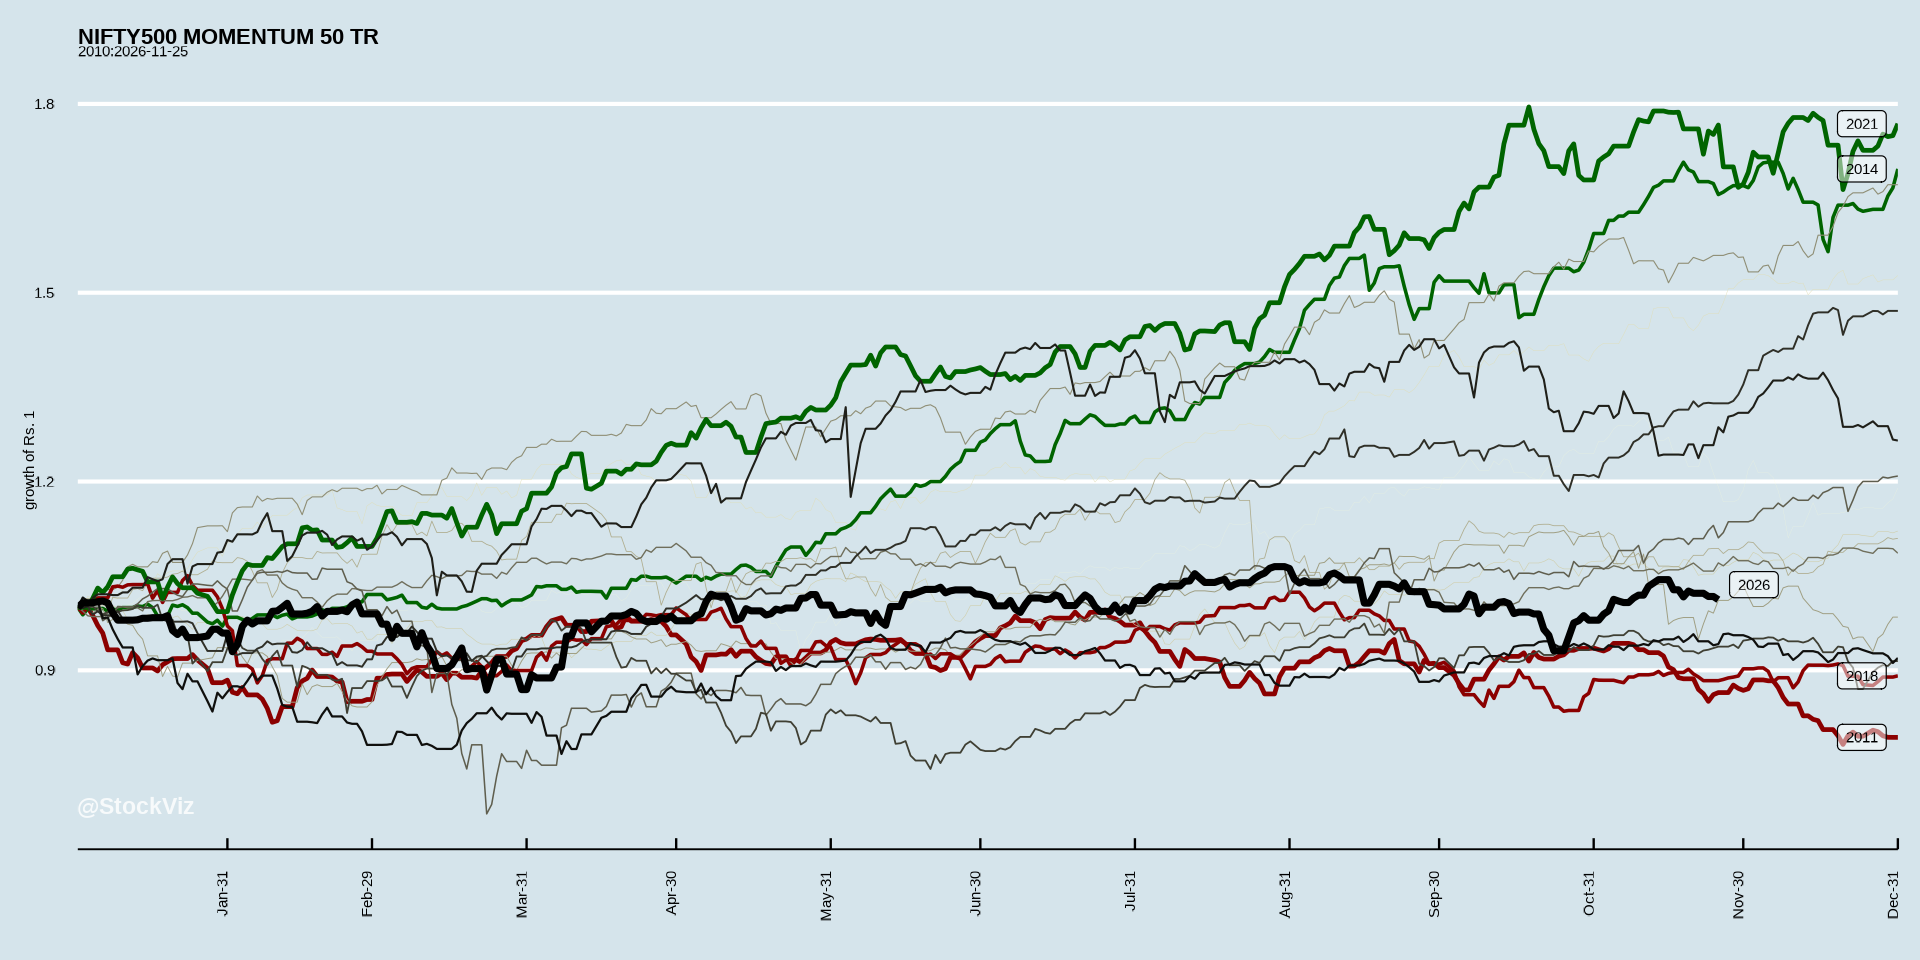 NIFTY500 MOMENTUM 50 TR
2010:2026-11-25
growth of Rs. 1
1.8
1.5
1.2
0.9
2021
2014
2026
2018
2011
@StockViz
Jan-31
Feb-29
Mar-31
Apr-30
May-31
Jun-30
Jul-31
Aug-31
Sep-30
Oct-31
Nov-30
Dec-31